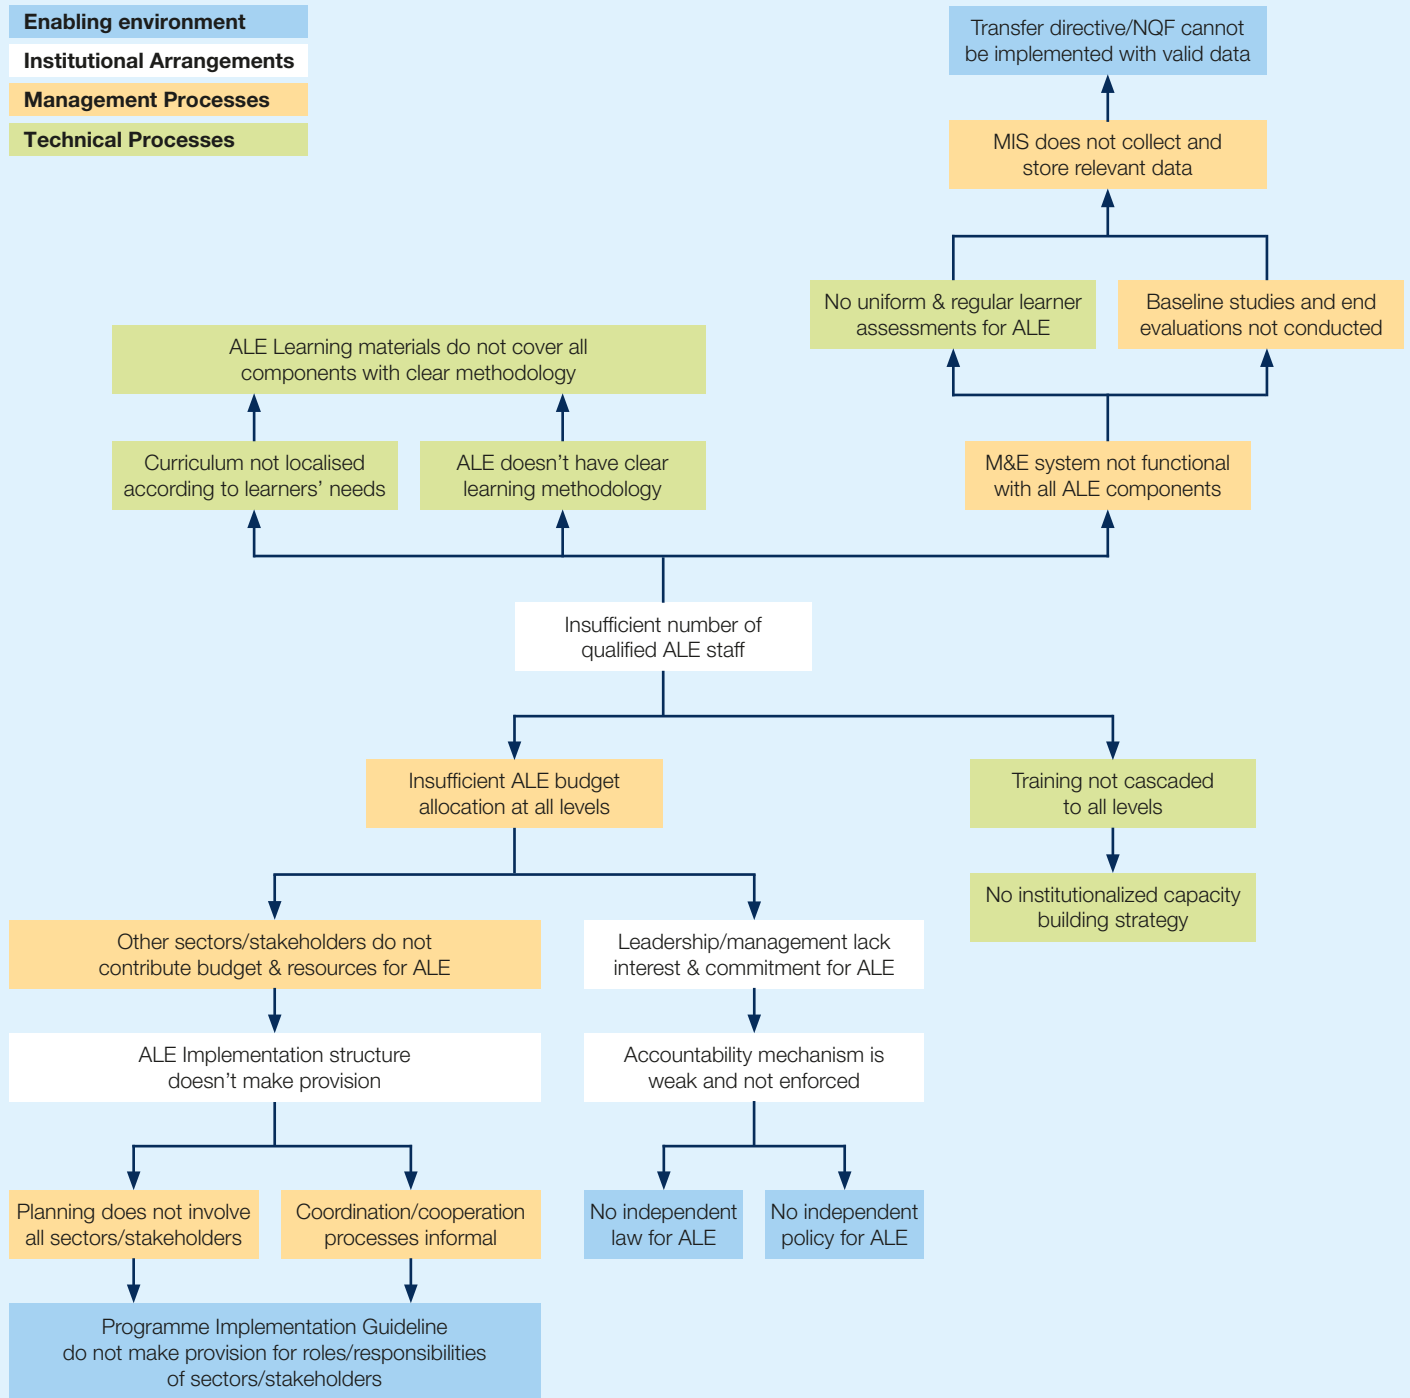 Enabling environment
Institutional Arrangements
Management Processes
Technical Processes
Transfer directive/NQF cannot
be implemented with valid data
MIS does not collect and
store relevant data
No uniform & regular learner
assessments for ALE
Baseline studies and end
evaluations not conducted
ALE Learning materials do not cover all
components with clear methodology
Curriculum not localised
according to learners' needs
ALE doesn't have clear
learning methodology
M&E system not functional
with all ALE components
Insufficient number of
qualified ALE staff
Insufficient ALE budget
allocation at all levels
Training not cascaded
to all levels
No institutionalized capacity
building strategy
Other sectors/stakeholders do not
contribute budget & resources for ALE
Leadership/management lack
interest & commitment for ALE
ALE Implementation structure
doesn't make provision
Accountability mechanism is
weak and not enforced
Planning does not involve
all sectors/stakeholders
Coordination/cooperation
processes informal
No independent
law for ALE
No independent
policy for ALE
Programme Implementation Guideline
do not make provision for roles/responsibilities
of sectors/stakeholders